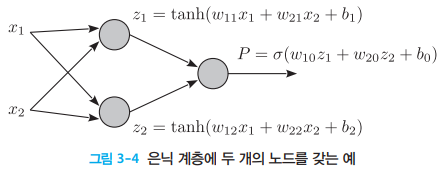 x₁
z₁ = tanh(w₁₁x₁ + w₂₁x₂ + b₁)
P = σ(w₁₀z₁ + w₂₀z₂ + b₀)
x₂
z₂ = tanh(w₁₂x₁ + w₂₂x₂ + b₂)
그림 3-4 은닉 계층에 두 개의 노드를 갖는 예